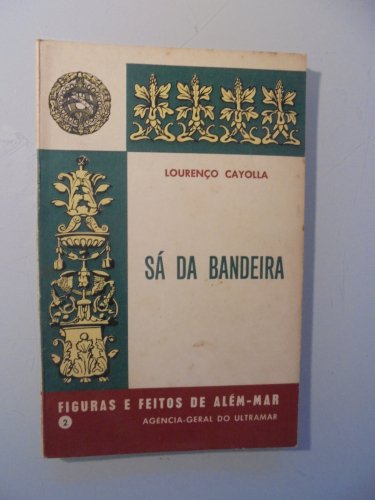 LOURENÇO CAYOLLA
SÁ DA BANDEIRA
FIGURAS E FEITOS DE ALÉM-MAR
2
AGENCIA-GERAL DO ULTRAMAR